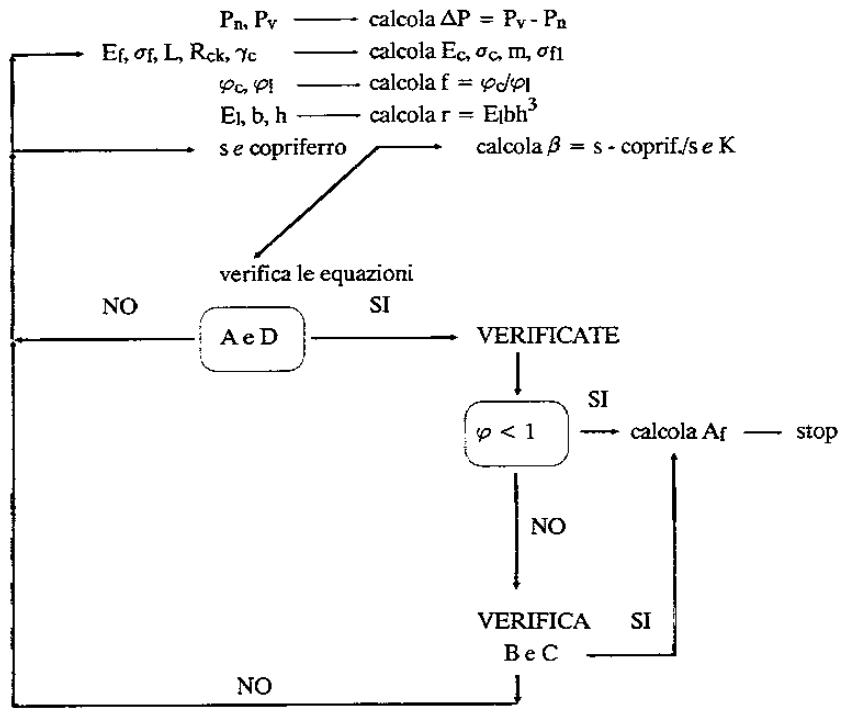 Pn, Pv calcola ΔP = Pv - Pn
Ef, σf, L, Rck, γc calcola Ec, σc, m, σfl
φc, φl calcola f = φc/φl
El, b, h calcola r = Elbh³
s e copriferro calcola β = s - coprif./s e K
verifica le equazioni
NO SI
A e D VERIFICATE
SI
φ < 1 calcola Af stop
NO
VERIFICA SI
B e C
NO